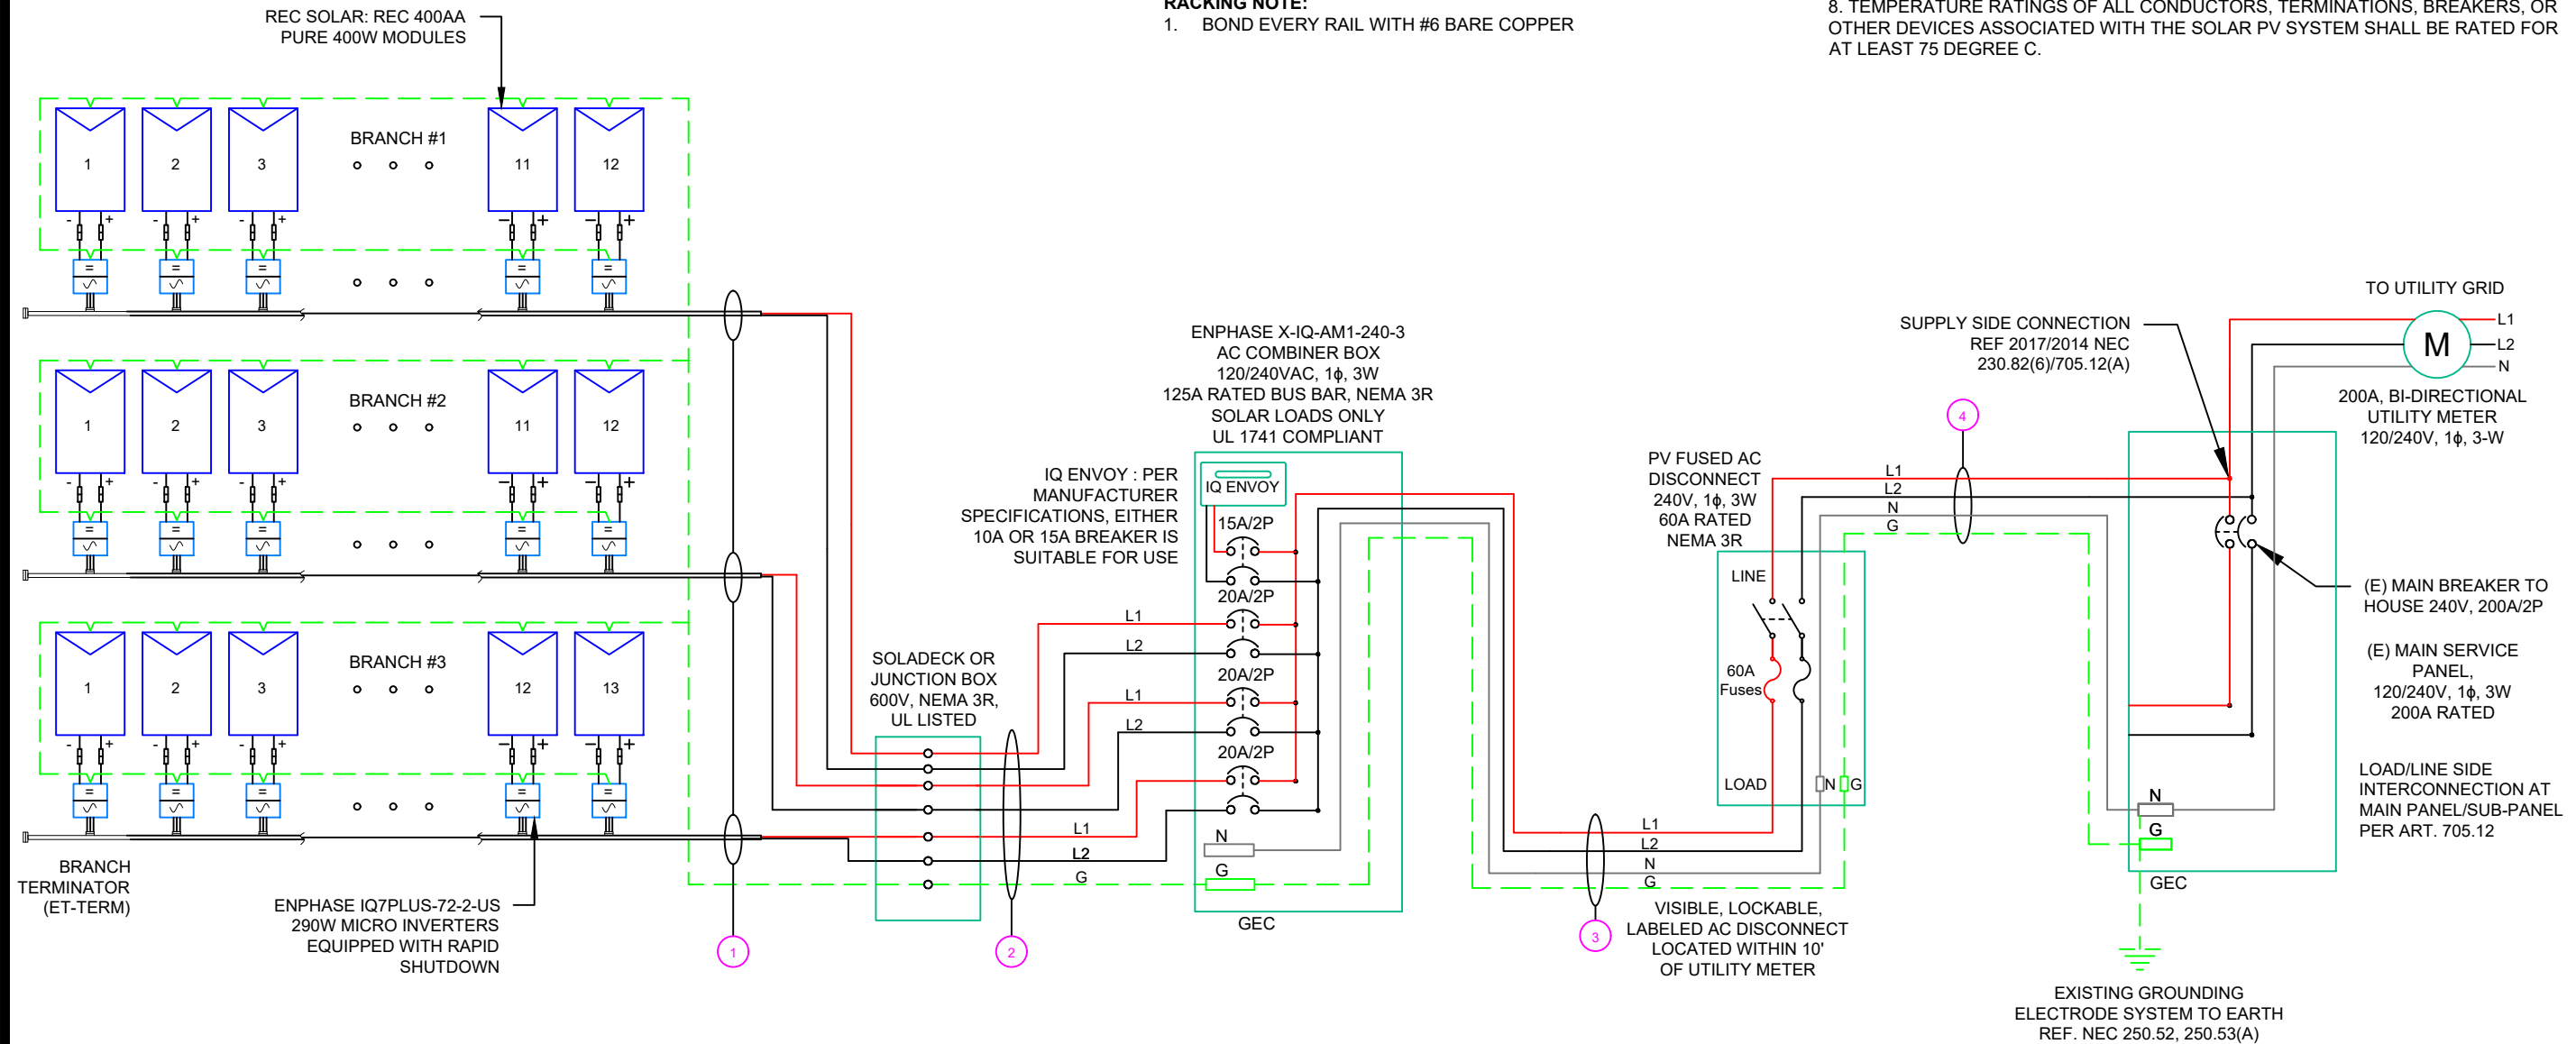 RACKING NOTE:
1. BOND EVERY RAIL WITH #6 BARE COPPER
8. TEMPERATURE RATINGS OF ALL CONDUCTORS, TERMINATIONS, BREAKERS, OR
OTHER DEVICES ASSOCIATED WITH THE SOLAR PV SYSTEM SHALL BE RATED FOR
AT LEAST 75 DEGREE C.
REC SOLAR: REC 400AA
PURE 400W MODULES
BRANCH #1
1
2
3
11
12
- +
- +
- +
- +
- +
=
=
=
=
=
BRANCH #2
1
2
3
11
12
- +
- +
- +
- +
- +
=
=
=
=
=
BRANCH #3
1
2
3
12
13
- +
- +
- +
- +
- +
=
=
=
=
=
BRANCH
TERMINATOR
(ET-TERM)
ENPHASE IQ7PLUS-72-2-US
290W MICRO INVERTERS
EQUIPPED WITH RAPID
SHUTDOWN
1
SOLADECK OR
JUNCTION BOX
600V, NEMA 3R,
UL LISTED
2
L1
L2
L1
L2
L1
L2
G
ENPHASE X-IQ-AM1-240-3
AC COMBINER BOX
120/240VAC, 1ϕ, 3W
125A RATED BUS BAR, NEMA 3R
SOLAR LOADS ONLY
UL 1741 COMPLIANT
IQ ENVOY : PER
MANUFACTURER
SPECIFICATIONS, EITHER
10A OR 15A BREAKER IS
SUITABLE FOR USE
IQ ENVOY
15A/2P
20A/2P
20A/2P
20A/2P
N
G
GEC
L1
L2
N
G
3
PV FUSED AC
DISCONNECT
240V, 1ϕ, 3W
60A RATED
NEMA 3R
LINE
60A
Fuses
LOAD
N
G
VISIBLE, LOCKABLE,
LABELED AC DISCONNECT
LOCATED WITHIN 10'
OF UTILITY METER
L1
L2
N
G
4
SUPPLY SIDE CONNECTION
REF 2017/2014 NEC
230.82(6)/705.12(A)
TO UTILITY GRID
M
L1
L2
N
200A, BI-DIRECTIONAL
UTILITY METER
120/240V, 1ϕ, 3-W
(E) MAIN BREAKER TO
HOUSE 240V, 200A/2P
(E) MAIN SERVICE
PANEL,
120/240V, 1ϕ, 3W
200A RATED
LOAD/LINE SIDE
INTERCONNECTION AT
MAIN PANEL/SUB-PANEL
PER ART. 705.12
N
G
GEC
EXISTING GROUNDING
ELECTRODE SYSTEM TO EARTH
REF. NEC 250.52, 250.53(A)